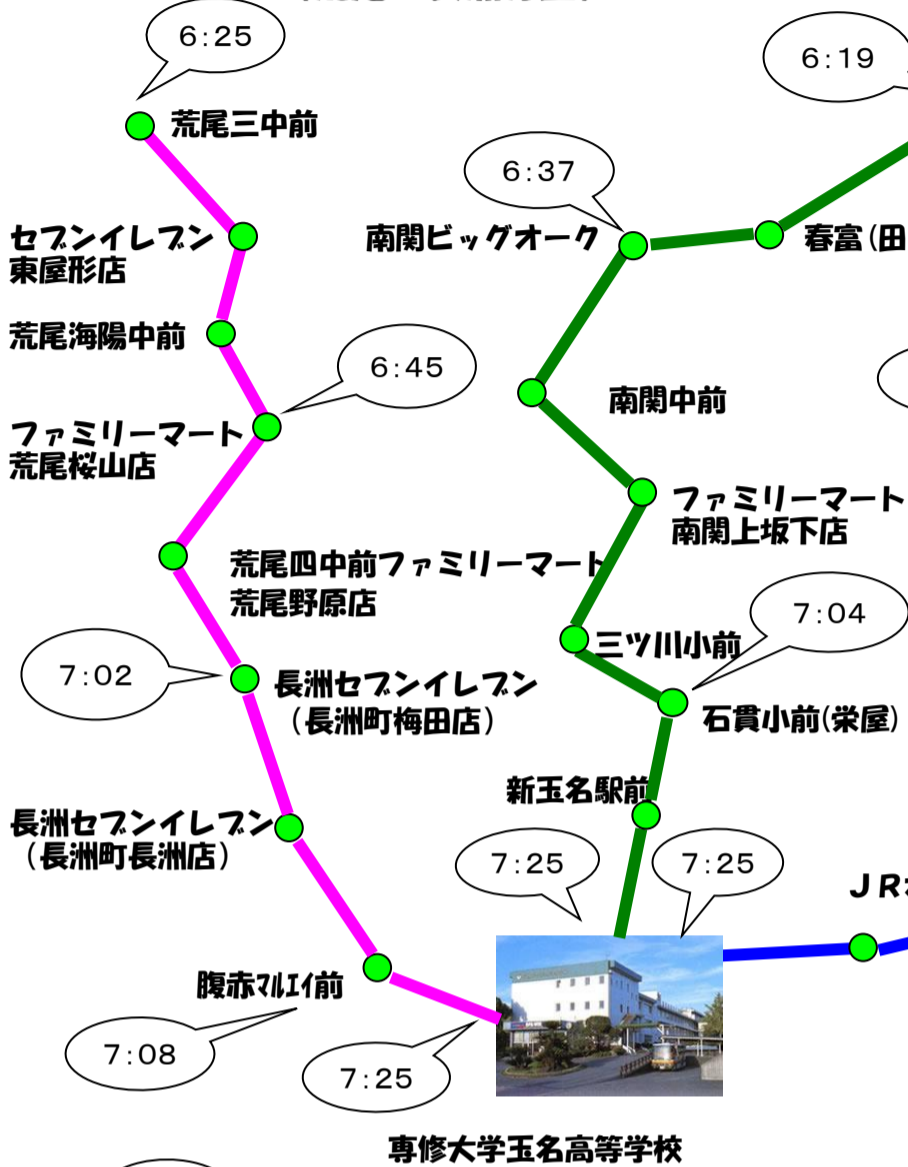 6:25
6:19
荒尾三中前
6:37
セブンイレブン
東屋形店
南関ビッグオーク
春富(田
荒尾海陽中前
6:45
南関中前
ファミリーマート
荒尾桜山店
ファミリーマート
南関上坂下店
荒尾四中前ファミリーマート
荒尾野原店
7:04
三ツ川小前
7:02
長洲セブンイレブン
(長洲町梅田店)
石貫小前(栄屋)
新玉名駅前
長洲セブンイレブン
(長洲町長洲店)
7:25
7:25
JR
腹赤マルエイ前
7:08
7:25
専修大学玉名高等学校